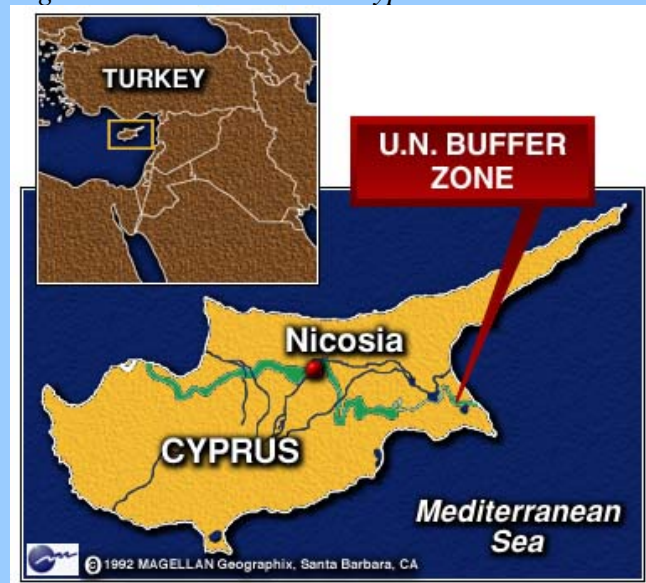 TURKEY
U.N. BUFFER
ZONE
Nicosia
CYPRUS
Mediterranean
Sea
© 1992 MAGELLAN Geographix, Santa Barbara, CA